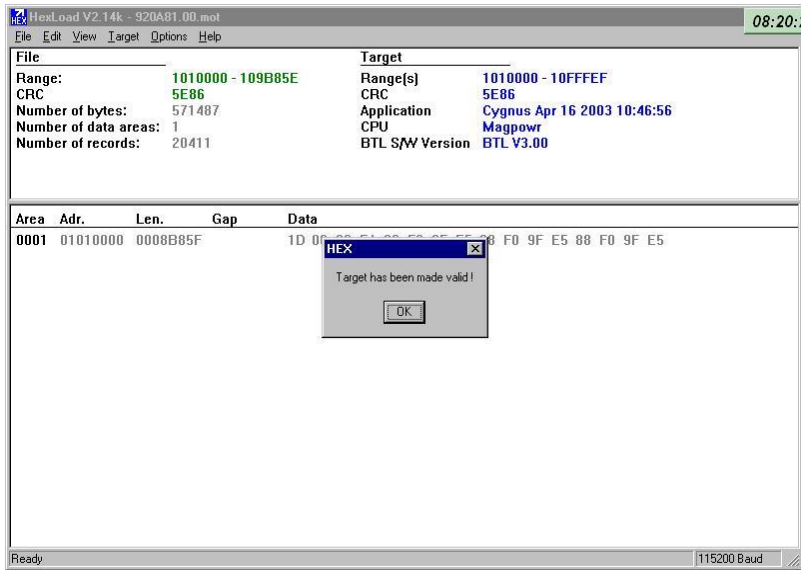 HEX HexLoad V2.14k - 920A81.00.mot
08:20:
File Edit View Target Options Help
File Target
Range: 1010000 - 109B85E Range(s) 1010000 - 10FFFEF
CRC 5E86 CRC 5E86
Number of bytes: 571487 Application Cygnus Apr 16 2003 10:46:56
Number of data areas: 1 CPU Magpowr
Number of records: 20411 BTL S/W Version BTL V3.00
Area Adr. Len. Gap Data
0001 01010000 0008B85F 1D F0 9F E5 88 F0 9F E5
HEX
Target has been made valid !
OK
Ready 115200 Baud